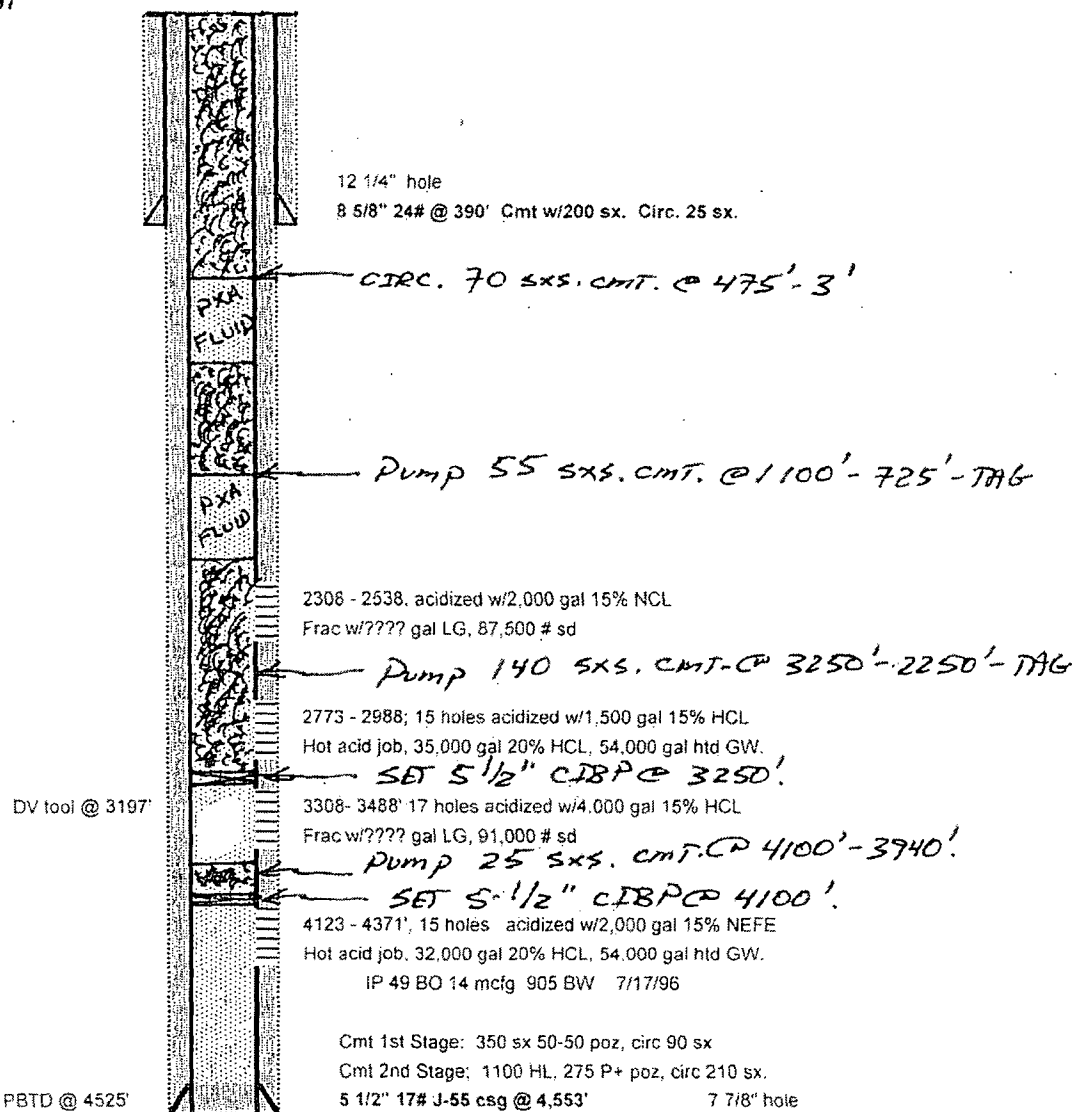 12 1/4" hole
8 5/8" 24# @ 390' Cmt w/200 sx. Circ. 25 sx.
CIRC. 70 SXS. CMT. @ 475'-3'
PXA
FLUID
Pump 55 SXS. CMT. @ 1100'-725'-TAG
PXA
FLUID
2308 - 2538, acidized w/2,000 gal 15% NCL
Frac w/???? gal LG, 87,500 # sd
Pump 140 SXS. CMT-@ 3250'-2250'-TAG
2773 - 2988; 15 holes acidized w/1,500 gal 15% HCL
Hot acid job, 35,000 gal 20% HCL, 54,000 gal htd GW.
SET 5 1/2" CIBP @ 3250'.
DV tool @ 3197'
3308- 3488' 17 holes acidized w/4,000 gal 15% HCL
Frac w/???? gal LG, 91,000 # sd
Pump 25 SXS. CMT. @ 4100'-3940'.
SET 5-1/2" CIBP @ 4100'.
4123 - 4371', 15 holes acidized w/2,000 gal 15% NEFE
Hot acid job, 32,000 gal 20% HCL, 54,000 gal htd GW.
IP 49 BO 14 mcfg 905 BW 7/17/96
Cmt 1st Stage: 350 sx 50-50 poz, circ 90 sx
Cmt 2nd Stage; 1100 HL, 275 P+ poz, circ 210 sx.
PBTD @ 4525'
5 1/2" 17# J-55 csg @ 4,553' 7 7/8" hole